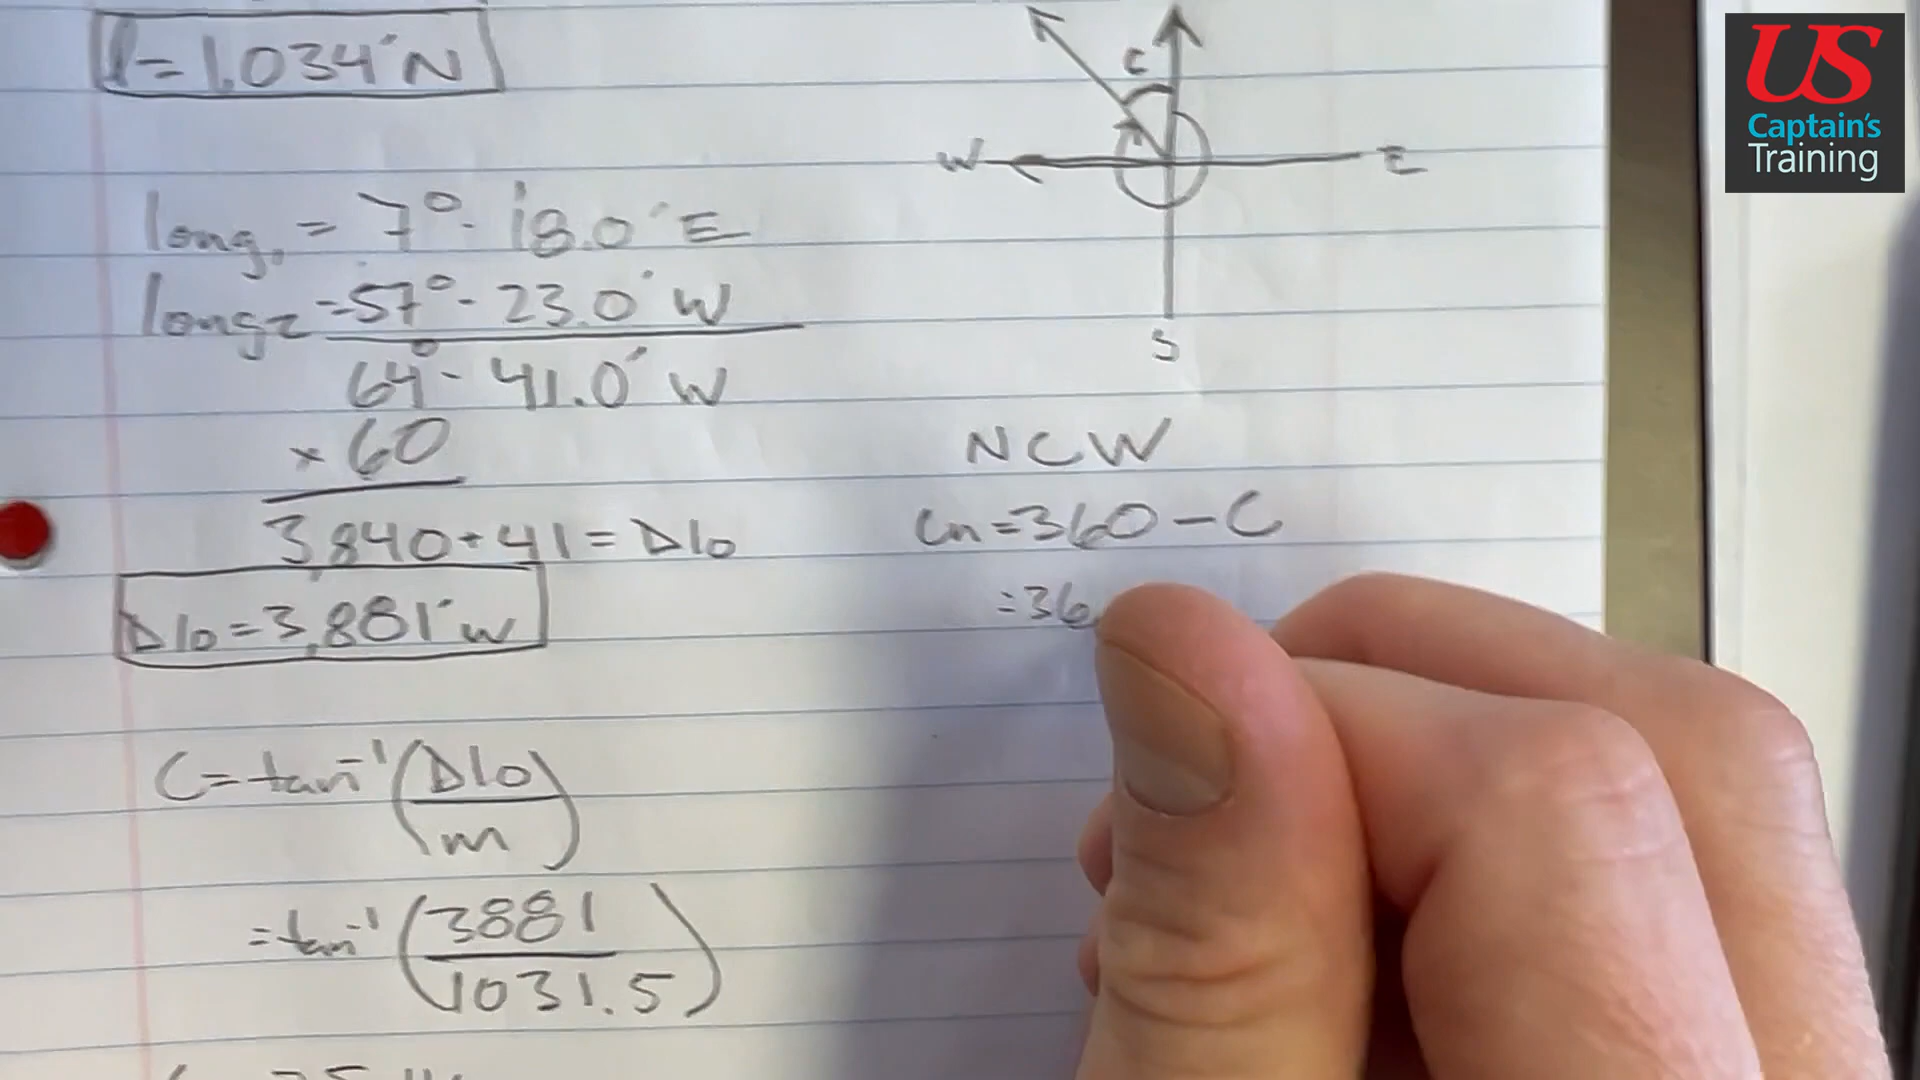 l = 1,034' N
long₁ = 7° - 18.0' E
long₂ = -57° - 23.0' W
64° - 41.0' W
× 60
3,840 + 41 = DLo
DLo = 3,881' W
C = tan⁻¹ (DLo / m)
= tan⁻¹ (3881 / 1031.5)
C
W
E
S
N C W
Cn = 360 - C
= 36
US
Captain's
Training